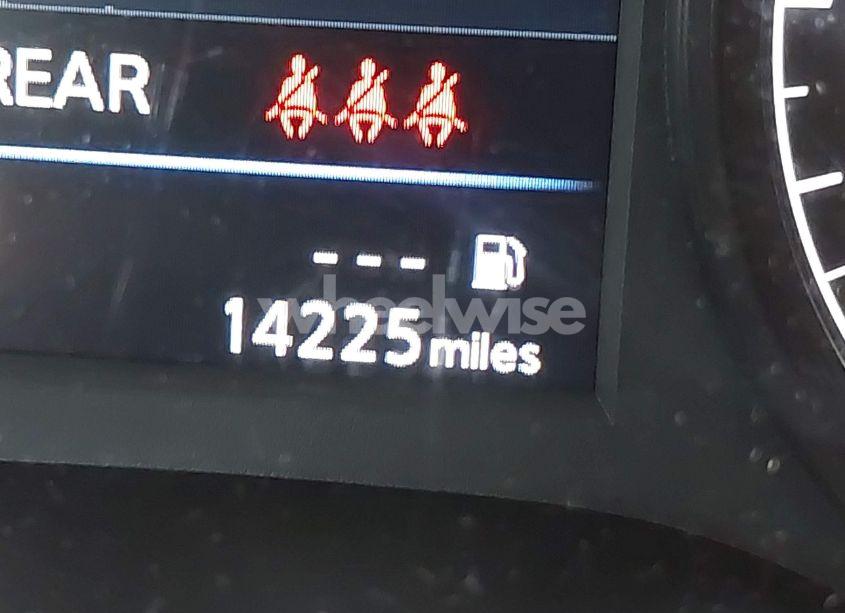 REAR
---
14225 miles
wheelwise